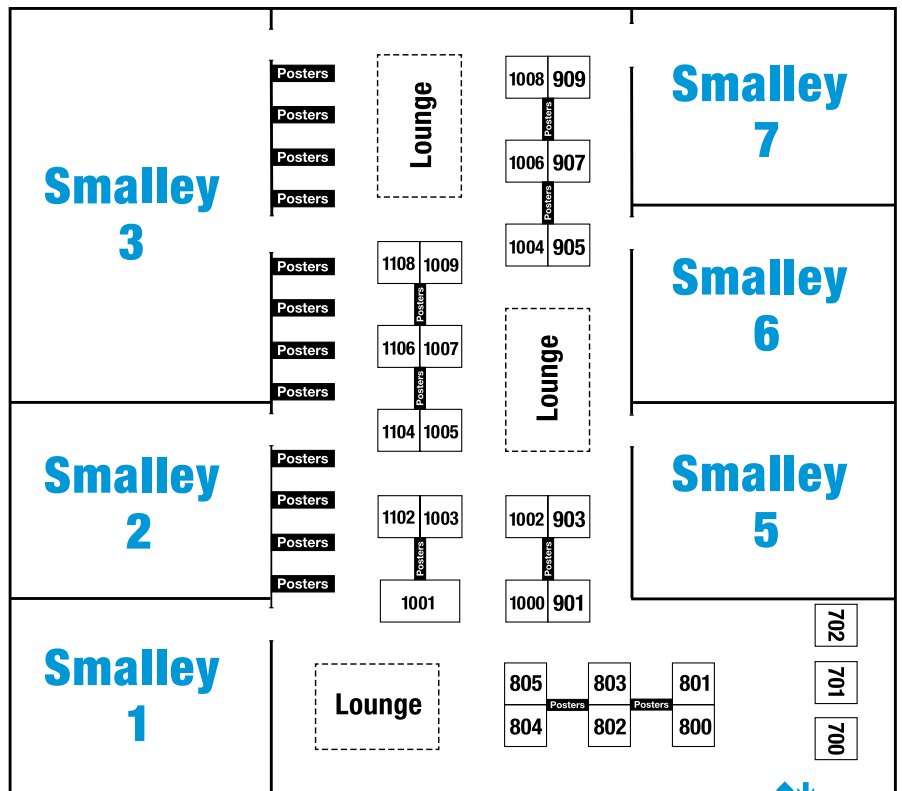 Smalley
3
Posters
Posters
Posters
Posters
Posters
Posters
Posters
Posters
Smalley
2
Posters
Posters
Posters
Posters
Smalley
1
Lounge
1108 1009
Posters
1106 1007
Posters
1104 1005
1102 1003
Posters
1001
Lounge
1008 909
Posters
1006 907
Posters
1004 905
Lounge
1002 903
Posters
1000 901
805 803 801
Posters Posters
804 802 800
Smalley
7
Smalley
6
Smalley
5
702
701
700